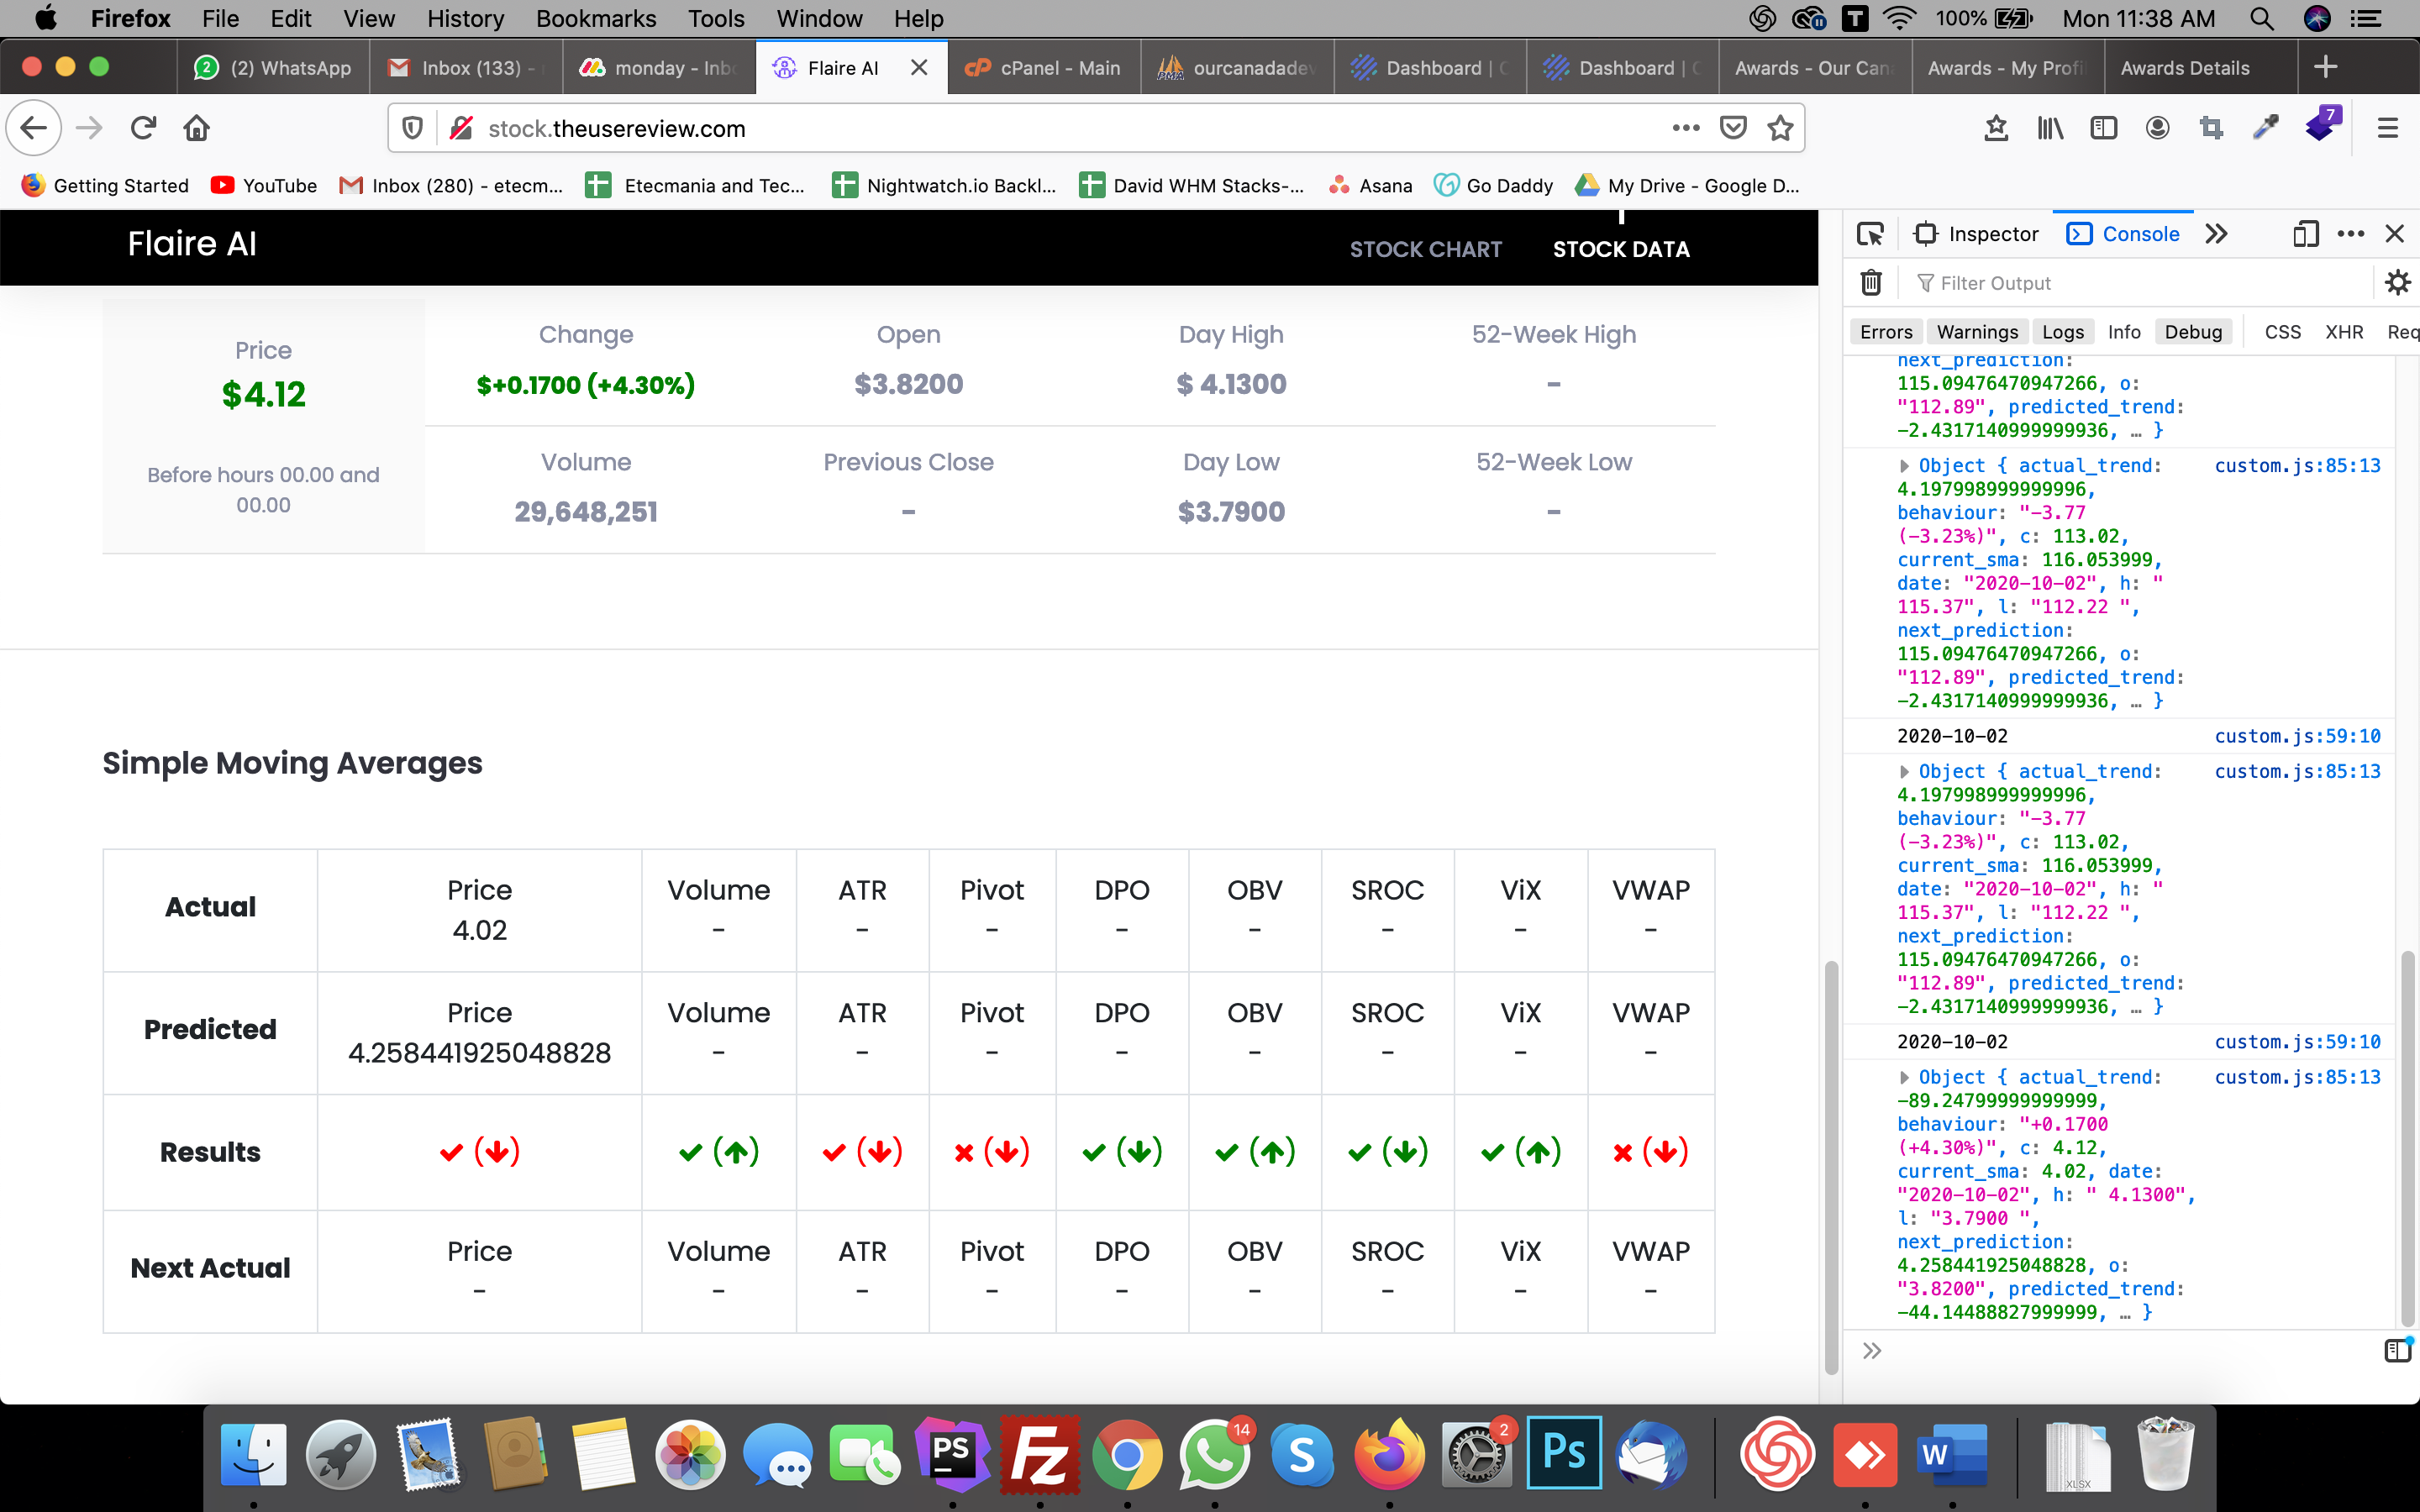 Firefox File Edit View History Bookmarks Tools Window Help
T 100% Mon 11:38 AM
2 (2) WhatsApp
Inbox (133) -
monday - Inb
Flaire AI
cP cPanel - Main
PMA ourcanadadev
Dashboard | C
Dashboard | C
Awards - Our Can
Awards - My Profi
Awards Details
stock.theusereview.com
7
Getting Started YouTube Inbox (280) - etecm... Etecmania and Tec... Nightwatch.io Backl... David WHM Stacks-... Asana Go Daddy My Drive - Google D...
Flaire AI
STOCK CHART STOCK DATA
Price
$4.12
Before hours 00.00 and
00.00
Change Open Day High 52-Week High
$+0.1700 (+4.30%) $3.8200 $ 4.1300 -
Volume Previous Close Day Low 52-Week Low
29,648,251 - $3.7900 -
Simple Moving Averages
Actual Price Volume ATR Pivot DPO OBV SROC ViX VWAP
4.02 - - - - - - - -
Predicted Price Volume ATR Pivot DPO OBV SROC ViX VWAP
4.258441925048828 - - - - - - - -
Results ✔ (↓) ✔ (↑) ✔ (↓) ✖ (↓) ✔ (↓) ✔ (↑) ✔ (↓) ✔ (↑) ✖ (↓)
Next Actual Price Volume ATR Pivot DPO OBV SROC ViX VWAP
- - - - - - - - -
Inspector Console
Filter Output
Errors Warnings Logs Info Debug CSS XHR Req
next_prediction:
115.09476470947266, o:
"112.89", predicted_trend:
-2.4317140999999936, … }
Object { actual_trend: custom.js:85:13
4.197998999999996,
behaviour: "-3.77
(-3.23%)", c: 113.02,
current_sma: 116.053999,
date: "2020-10-02", h: "
115.37", l: "112.22 ",
next_prediction:
115.09476470947266, o:
"112.89", predicted_trend:
-2.4317140999999936, … }
2020-10-02 custom.js:59:10
Object { actual_trend: custom.js:85:13
4.197998999999996,
behaviour: "-3.77
(-3.23%)", c: 113.02,
current_sma: 116.053999,
date: "2020-10-02", h: "
115.37", l: "112.22 ",
next_prediction:
115.09476470947266, o:
"112.89", predicted_trend:
-2.4317140999999936, … }
2020-10-02 custom.js:59:10
Object { actual_trend: custom.js:85:13
-89.24799999999999,
behaviour: "+0.1700
(+4.30%)", c: 4.12,
current_sma: 4.02, date:
"2020-10-02", h: " 4.1300",
l: "3.7900 ",
next_prediction:
4.258441925048828, o:
"3.8200", predicted_trend:
-44.14488827999999, … }
PS Fz 14 S 2 Ps W XLSX